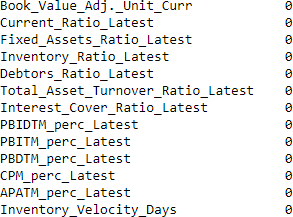 Book_Value_Adj._Unit_Curr 0
Current_Ratio_Latest 0
Fixed_Assets_Ratio_Latest 0
Inventory_Ratio_Latest 0
Debtors_Ratio_Latest 0
Total_Asset_Turnover_Ratio_Latest 0
Interest_Cover_Ratio_Latest 0
PBIDTM_perc_Latest 0
PBITM_perc_Latest 0
PBDTM_perc_Latest 0
CPM_perc_Latest 0
APATM_perc_Latest 0
Inventory_Velocity_Days 0